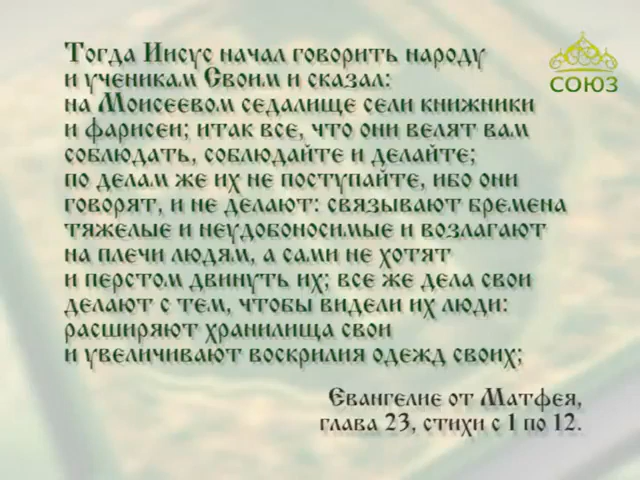 Тогда Иисус начал говорить народу
и ученикам Своим и сказал:
на Моисеевом седалище сели книжники
и фарисеи; итак все, что они велят вам
соблюдать, соблюдайте и делайте;
по делам же их не поступайте, ибо они
говорят, и не делают: связывают бремена
тяжелые и неудобоносимые и возлагают
на плечи людям, а сами не хотят
и перстом двинуть их; все же дела свои
делают с тем, чтобы видели их люди:
расширяют хранилища свои
и увеличивают воскрилия одежд своих;
Евангелие от Матфея,
глава 23, стихи с 1 по 12.
СОЮЗ